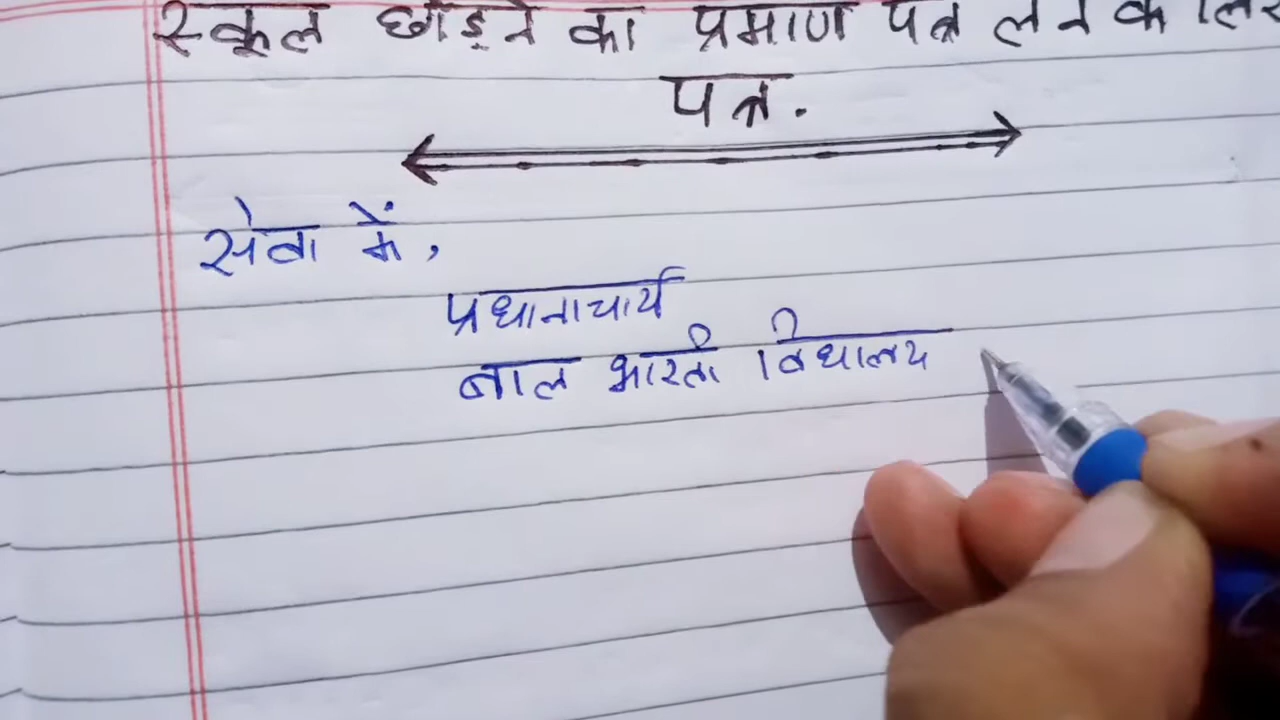 स्कूल छोड़ने का प्रमाण पत्र लेने के लिए
पत्र.
सेवा में,
प्रधानाचार्य
बाल भारती विधालय